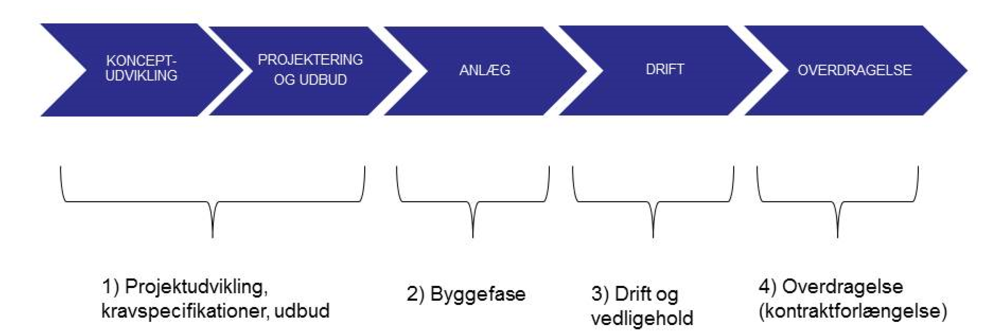 KONCEPT-
UDVIKLING
PROJEKTERING
OG UDBUD
ANLÆG
DRIFT
OVERDRAGELSE
1) Projektudvikling,
kravspecifikationer, udbud
2) Byggefase
3) Drift og
vedligehold
4) Overdragelse
(kontraktforlængelse)